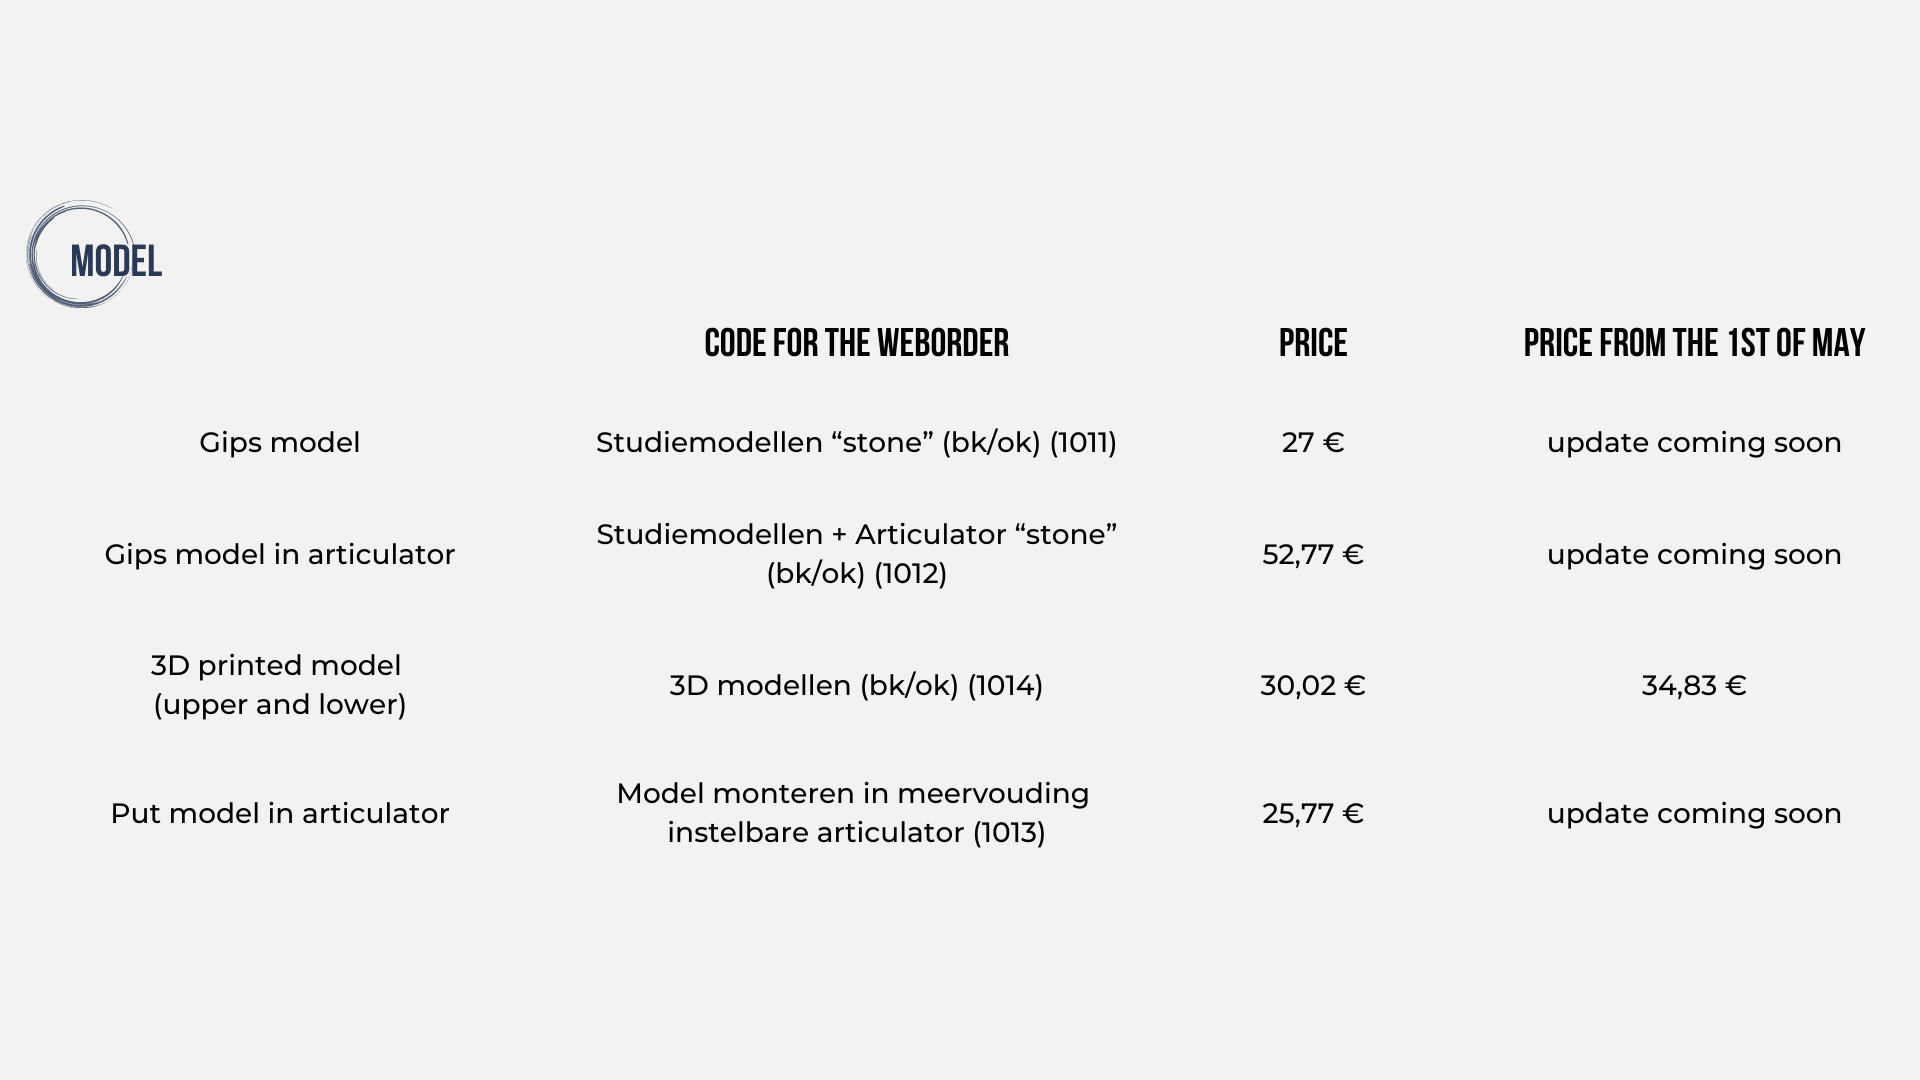 MODEL
CODE FOR THE WEBORDER PRICE PRICE FROM THE 1ST OF MAY
Gips model Studiemodellen “stone” (bk/ok) (1011) 27 € update coming soon
Studiemodellen + Articulator “stone”
Gips model in articulator 52,77 € update coming soon
(bk/ok) (1012)
3D printed model
3D modellen (bk/ok) (1014) 30,02 € 34,83 €
(upper and lower)
Model monteren in meervouding
Put model in articulator 25,77 € update coming soon
instelbare articulator (1013)